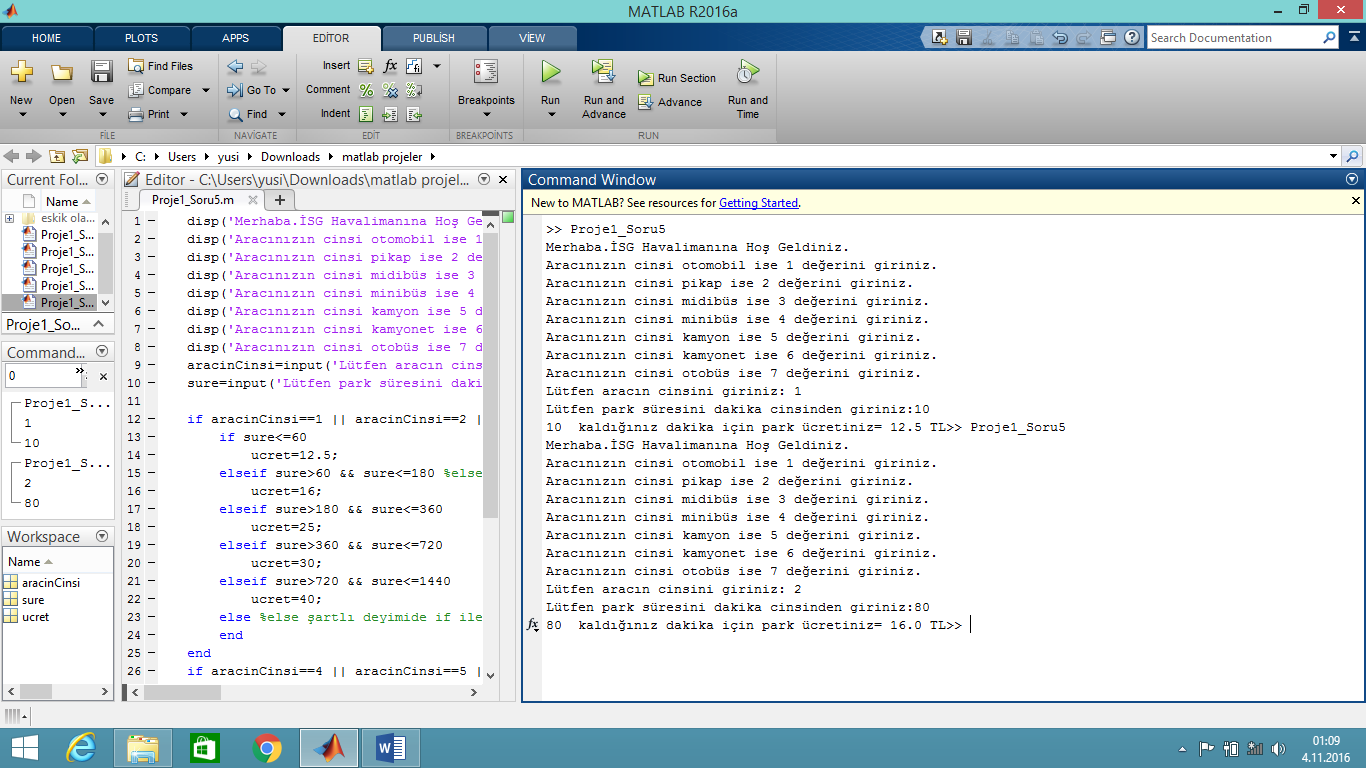 MATLAB R2016a
HOME PLOTS APPS EDİTOR PUBLİSH VİEW
Search Documentation
New Open Save Find Files Compare Print
Go To Find
Insert Comment Indent
Breakpoints
Run Run and Advance Run Section Advance Run and Time
FİLE NAVİGATE EDİT BREAKPOİNTS RUN
C: Users yusi Downloads matlab projeler
Current Fol...
Name
eskik ola...
Proje1_S...
Proje1_S...
Proje1_S...
Proje1_S...
Proje1_S...
Proje1_So...
Command...
0
Proje1_S...
1
10
Proje1_S...
2
80
Workspace
Name
aracinCinsi
sure
ucret
Editor - C:\Users\yusi\Downloads\matlab projel...
Proje1_Soru5.m
1 disp('Merhaba.İSG Havalimanına Hoş Ge
2 disp('Aracınızın cinsi otomobil ise 1
3 disp('Aracınızın cinsi pikap ise 2 de
4 disp('Aracınızın cinsi midibüs ise 3
5 disp('Aracınızın cinsi minibüs ise 4
6 disp('Aracınızın cinsi kamyon ise 5 d
7 disp('Aracınızın cinsi kamyonet ise 6
8 disp('Aracınızın cinsi otobüs ise 7 d
9 aracinCinsi=input('Lütfen aracın cins
10 sure=input('Lütfen park süresini daki
11
12 if aracinCinsi==1 || aracinCinsi==2 |
13 if sure<=60
14 ucret=12.5;
15 elseif sure>60 && sure<=180 %else
16 ucret=16;
17 elseif sure>180 && sure<=360
18 ucret=25;
19 elseif sure>360 && sure<=720
20 ucret=30;
21 elseif sure>720 && sure<=1440
22 ucret=40;
23 else %else şartlı deyimide if ile
24 end
25 end
26 if aracinCinsi==4 || aracinCinsi==5 |
Command Window
New to MATLAB? See resources for Getting Started.
>> Proje1_Soru5
Merhaba.İSG Havalimanına Hoş Geldiniz.
Aracınızın cinsi otomobil ise 1 değerini giriniz.
Aracınızın cinsi pikap ise 2 değerini giriniz.
Aracınızın cinsi midibüs ise 3 değerini giriniz.
Aracınızın cinsi minibüs ise 4 değerini giriniz.
Aracınızın cinsi kamyon ise 5 değerini giriniz.
Aracınızın cinsi kamyonet ise 6 değerini giriniz.
Aracınızın cinsi otobüs ise 7 değerini giriniz.
Lütfen aracın cinsini giriniz: 1
Lütfen park süresini dakika cinsinden giriniz:10
10 kaldığınız dakika için park ücretiniz= 12.5 TL>> Proje1_Soru5
Merhaba.İSG Havalimanına Hoş Geldiniz.
Aracınızın cinsi otomobil ise 1 değerini giriniz.
Aracınızın cinsi pikap ise 2 değerini giriniz.
Aracınızın cinsi midibüs ise 3 değerini giriniz.
Aracınızın cinsi minibüs ise 4 değerini giriniz.
Aracınızın cinsi kamyon ise 5 değerini giriniz.
Aracınızın cinsi kamyonet ise 6 değerini giriniz.
Aracınızın cinsi otobüs ise 7 değerini giriniz.
Lütfen aracın cinsini giriniz: 2
Lütfen park süresini dakika cinsinden giriniz:80
fx 80 kaldığınız dakika için park ücretiniz= 16.0 TL>>
01:09
4.11.2016